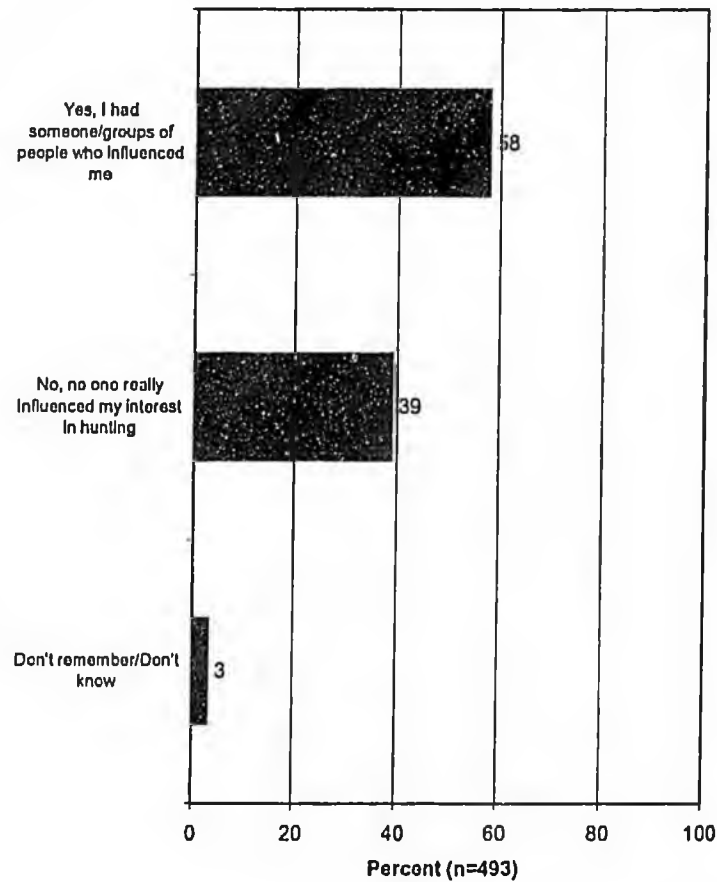 Yes, I had
someone/groups of
people who influenced
me
58
No, no one really
influenced my interest
in hunting
39
Don't remember/Don't
know
3
0 20 40 60 80 100
Percent (n=493)